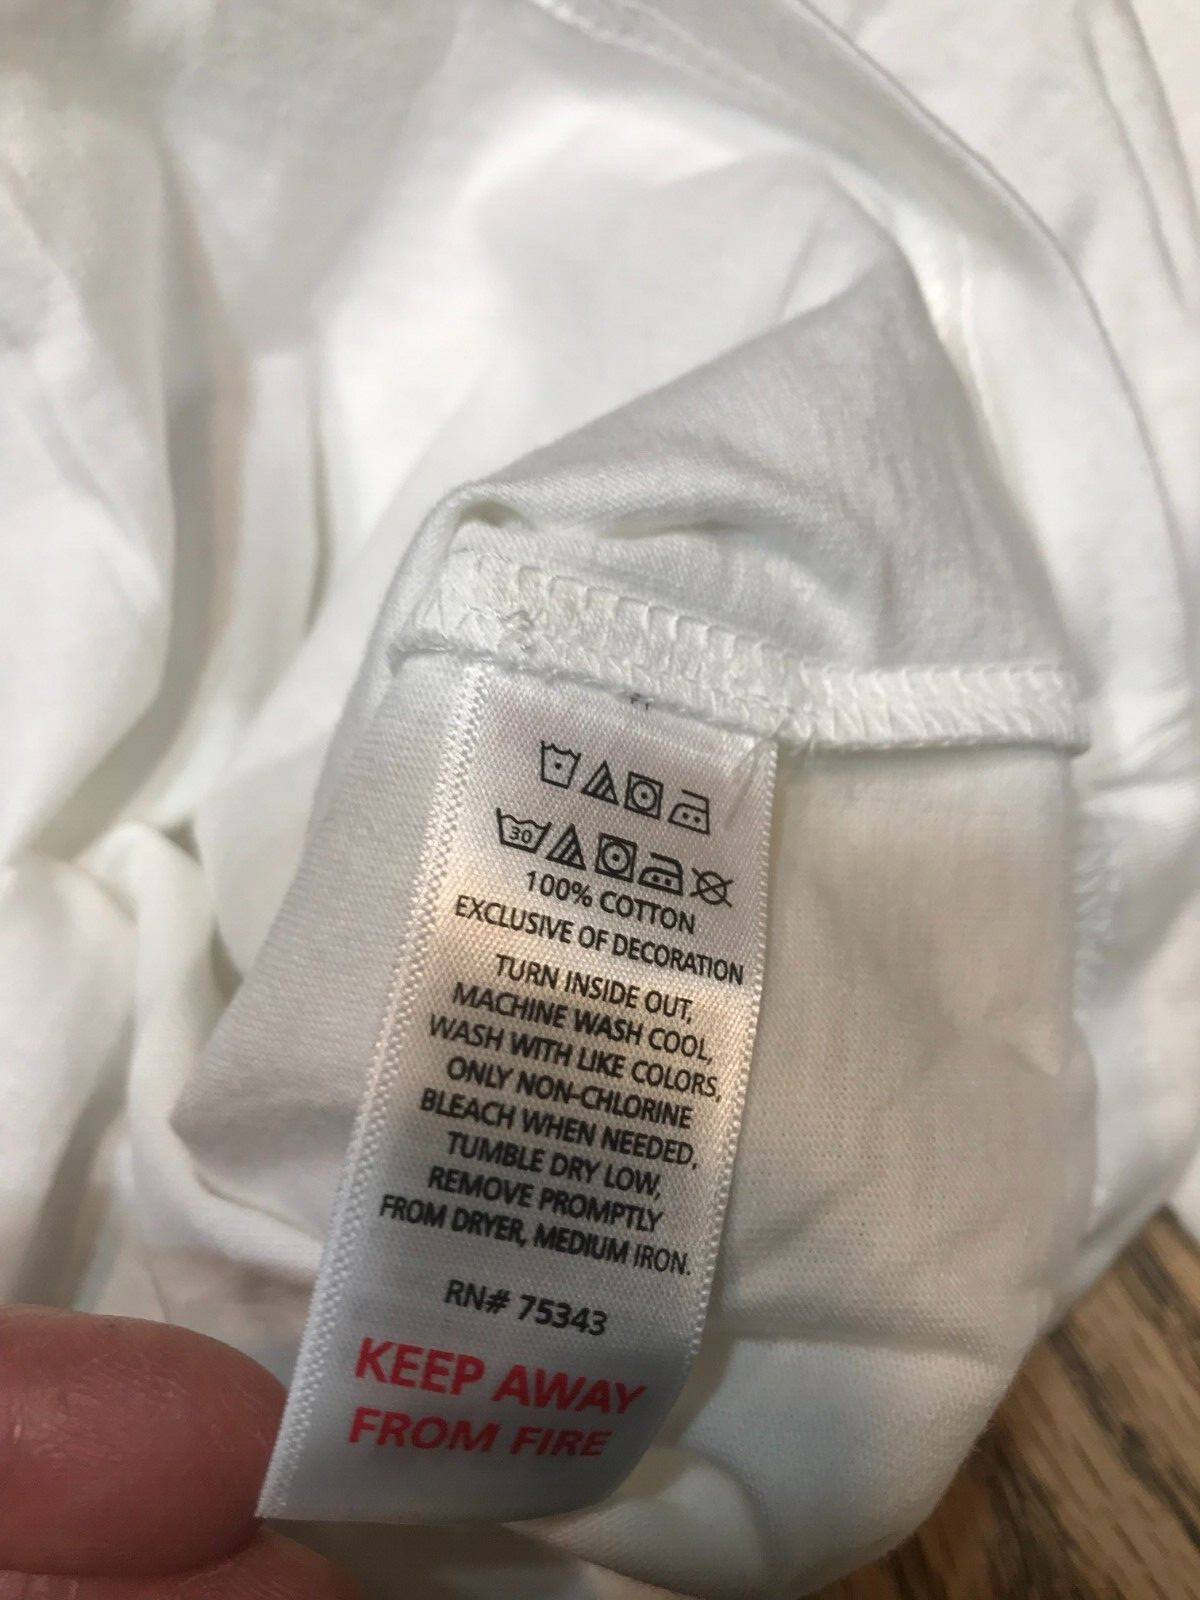 30
100% COTTON
EXCLUSIVE OF DECORATION
TURN INSIDE OUT,
MACHINE WASH COOL,
WASH WITH LIKE COLORS,
ONLY NON-CHLORINE
BLEACH WHEN NEEDED,
TUMBLE DRY LOW,
REMOVE PROMPTLY
FROM DRYER, MEDIUM IRON.
RN# 75343
KEEP AWAY
FROM FIRE